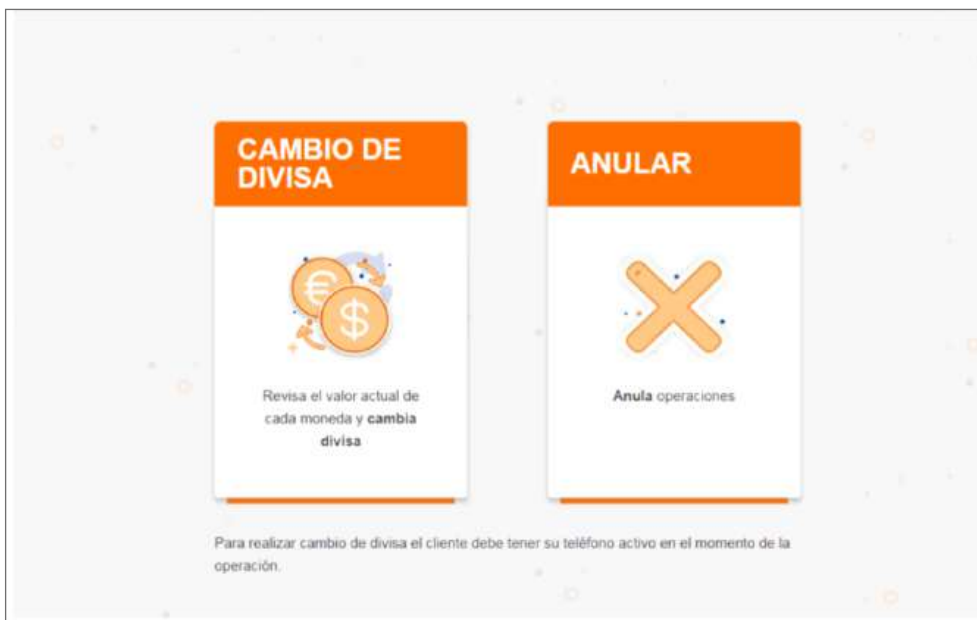 CAMBIO DE
DIVISA
ANULAR
€
$
Revisa el valor actual de
cada moneda y cambia
divisa
Anula operaciones
Para realizar cambio de divisa el cliente debe tener su teléfono activo en el momento de la
operación.